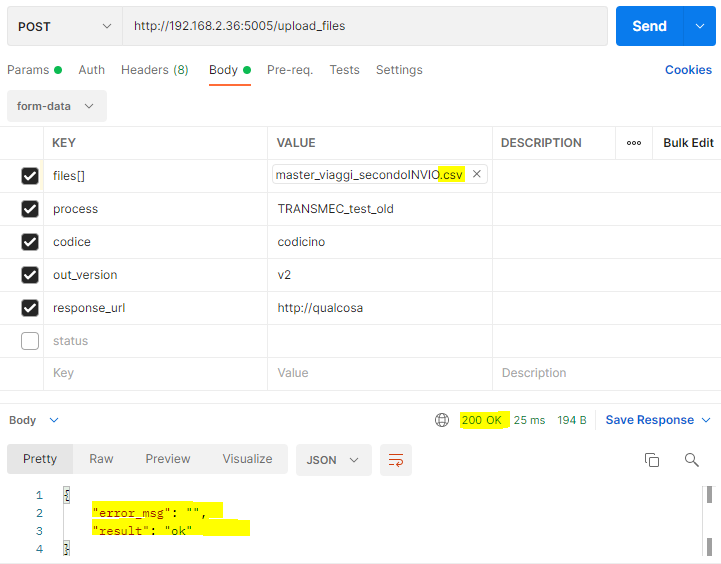 POST http://192.168.2.36:5005/upload_files Send
Params Auth Headers (8) Body Pre-req. Tests Settings Cookies
form-data
KEY VALUE DESCRIPTION ooo Bulk Edit
files[] master_viaggi_secondoINVIO.csv ×
process TRANSMEC_test_old
codice codicino
out_version v2
response_url http://qualcosa
status
Key Value Description
Body 200 OK 25 ms 194 B Save Response
Pretty Raw Preview Visualize JSON
1 {
2 "error_msg": "",
3 "result": "ok"
4 }